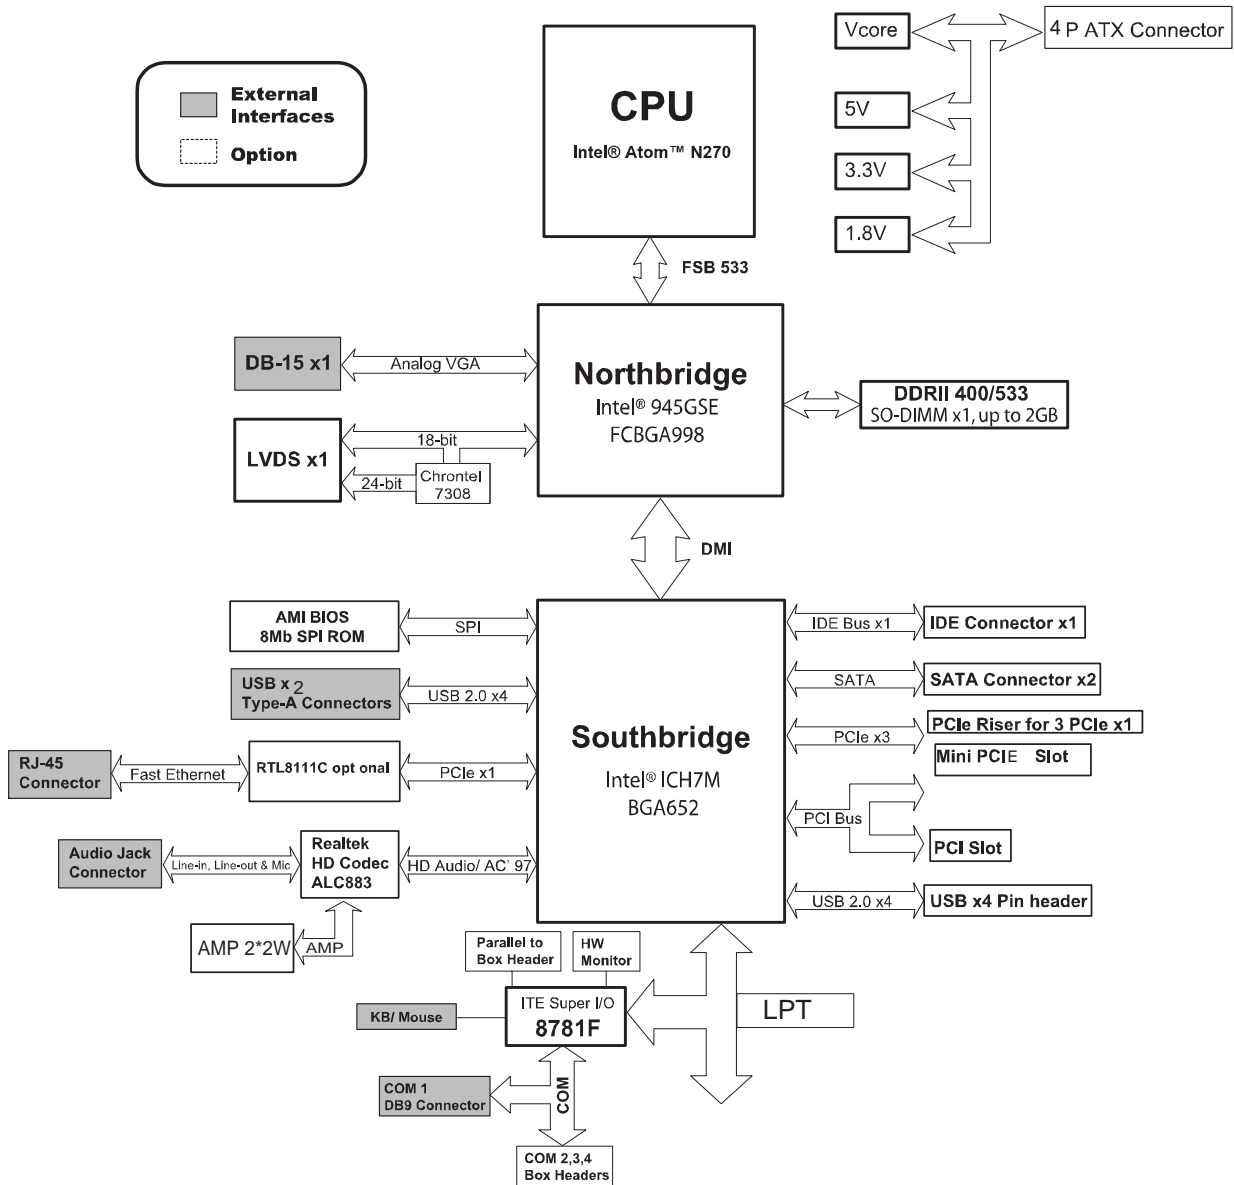 Vcore
4 P ATX Connector
5V
3.3V
1.8V
External
Interfaces
Option
CPU
Intel® Atom™ N270
FSB 533
DB-15 x1
Analog VGA
Northbridge
Intel® 945GSE
FCBGA998
DDRII 400/533
SO-DIMM x1, up to 2GB
LVDS x1
18-bit
24-bit
Chrontel
7308
DMI
AMI BIOS
8Mb SPI ROM
SPI
USB x 2
Type-A Connectors
USB 2.0 x4
RJ-45
Connector
Fast Ethernet
RTL8111C opt onal
PCIe x1
Audio Jack
Connector
Line-in, Line-out & Mic
Realtek
HD Codec
ALC883
HD Audio/ AC' 97
AMP 2*2W
AMP
Southbridge
Intel® ICH7M
BGA652
IDE Bus x1
IDE Connector x1
SATA
SATA Connector x2
PCIe x3
PCIe Riser for 3 PCIe x1
Mini PCIE Slot
PCI Bus
PCI Slot
USB 2.0 x4
USB x4 Pin header
Parallel to
Box Header
HW
Monitor
KB/ Mouse
ITE Super I/O
8781F
LPT
COM 1
DB9 Connector
COM
COM 2,3,4
Box Headers